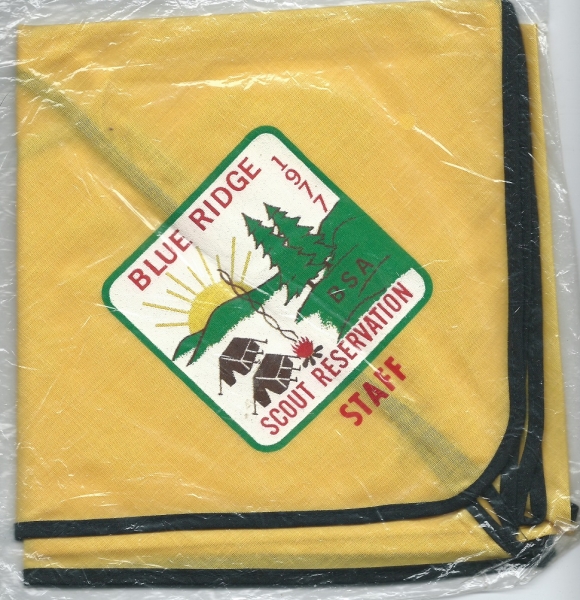 BLUE RIDGE
1977
BSA
SCOUT RESERVATION
STAFF